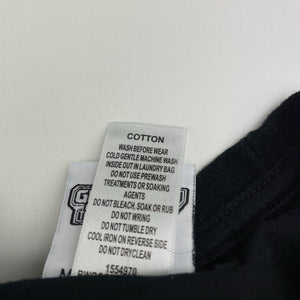 COTTON
WASH BEFORE WEAR
COLD GENTLE MACHINE WASH
INSIDE OUT IN LAUNDRY BAG
DO NOT USE PREWASH
TREATMENTS OR SOAKING
AGENTS
DO NOT BLEACH, SOAK OR RUB
DO NOT WRING
DO NOT TUMBLE DRY
COOL IRON ON REVERSE SIDE
DO NOT DRYCLEAN
1554970